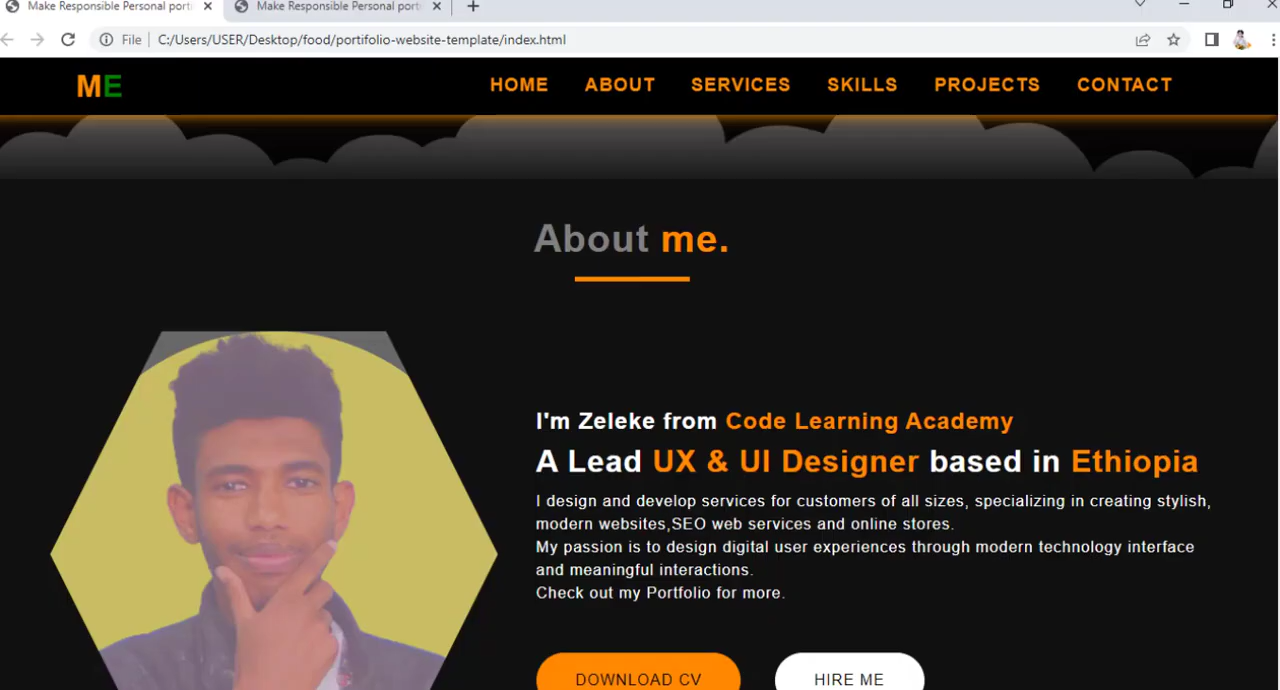 Make Responsible Personal porti
Make Responsible Personal port
File
C:/Users/USER/Desktop/food/portifolio-website-template/index.html
ME
HOME ABOUT SERVICES SKILLS PROJECTS CONTACT
About me.
I'm Zeleke from Code Learning Academy
A Lead UX & UI Designer based in Ethiopia
I design and develop services for customers of all sizes, specializing in creating stylish,
modern websites,SEO web services and online stores.
My passion is to design digital user experiences through modern technology interface
and meaningful interactions.
Check out my Portfolio for more.
DOWNLOAD CV
HIRE ME